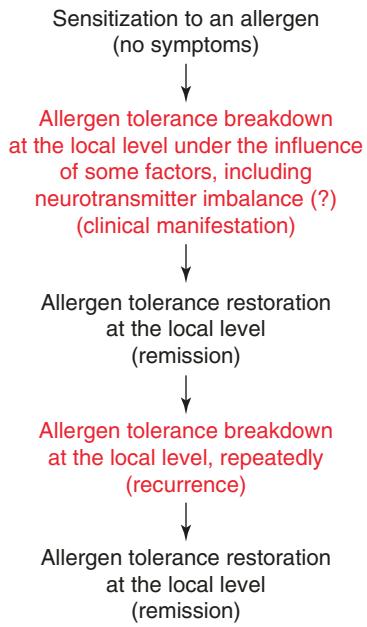 Sensitization to an allergen
(no symptoms)
Allergen tolerance breakdown
at the local level under the influence
of some factors, including
neurotransmitter imbalance (?)
(clinical manifestation)
Allergen tolerance restoration
at the local level
(remission)
Allergen tolerance breakdown
at the local level, repeatedly
(recurrence)
Allergen tolerance restoration
at the local level
(remission)